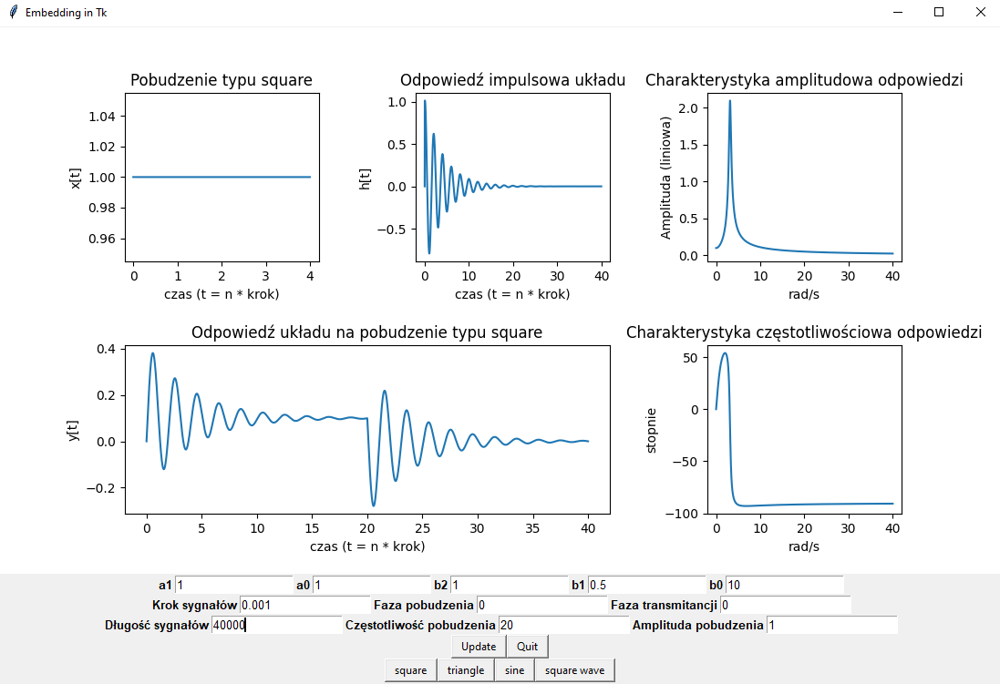 Embedding in Tk
Pobudzenie typu square
x[t]
1.04
1.02
1.00
0.98
0.96
0 1 2 3 4
czas (t = n * krok)
Odpowiedź impulsowa układu
h[t]
1.0
0.5
0.0
−0.5
0 10 20 30 40
czas (t = n * krok)
Charakterystyka amplitudowa odpowiedzi
Amplituda (liniowa)
2.0
1.5
1.0
0.5
0.0
0 10 20 30 40
rad/s
Odpowiedź układu na pobudzenie typu square
y[t]
0.4
0.2
0.0
−0.2
0 5 10 15 20 25 30 35 40
czas (t = n * krok)
Charakterystyka częstotliwościowa odpowiedzi
stopnie
50
0
−50
−100
0 10 20 30 40
rad/s
a1 1 a0 1 b2 1 b1 0.5 b0 10
Krok sygnałów 0.001 Faza pobudzenia 0 Faza transmitancji 0
Długość sygnałów 40000 Częstotliwość pobudzenia 20 Amplituda pobudzenia 1
Update Quit
square triangle sine square wave